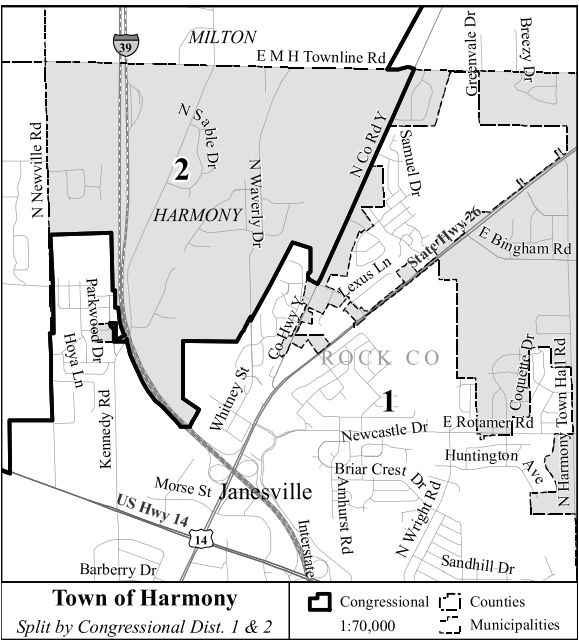 39
MILTON
E M H Townline Rd
Greenvale Dr
Breezy Dr
N Sable Dr
N Co Rd Y
Samuel Dr
2
N Newville Rd
N Waverly Dr
HARMONY
State Hwy 26
E Bingham Rd
Lexus Ln
Parkwood Dr
Hoya Ln
Co Hwy Y
ROCK CO
Coquette Dr
N Harmony Town Hall Rd
Whitney St
1
Kennedy Rd
E Rotamer Rd
Newcastle Dr
Huntington Ave
Briar Crest Dr
Morse St
Janesville
Amhurst Rd
N Wright Rd
US Hwy 14
14
Interstate
Barberry Dr
Sandhill Dr
Town of Harmony
Split by Congressional Dist. 1 & 2
Congressional
Counties
1:70,000
Municipalities